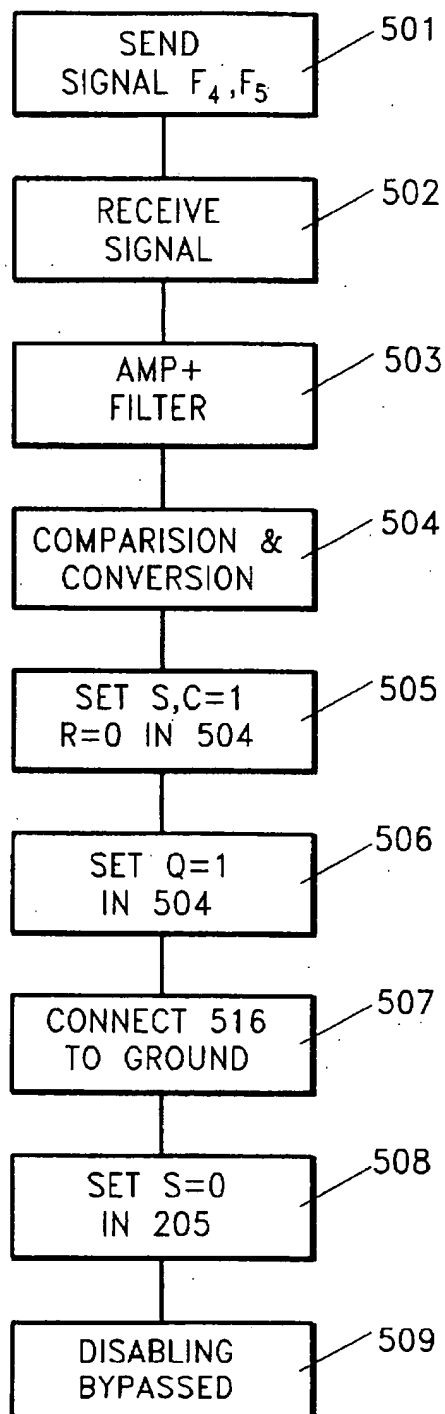 SEND
SIGNAL F₄,F₅
501
RECEIVE
SIGNAL
502
AMP+
FILTER
503
COMPARISION &
CONVERSION
504
SET S,C=1
R=0 IN 504
505
SET Q=1
IN 504
506
CONNECT 516
TO GROUND
507
SET S=0
IN 205
508
DISABLING
BYPASSED
509